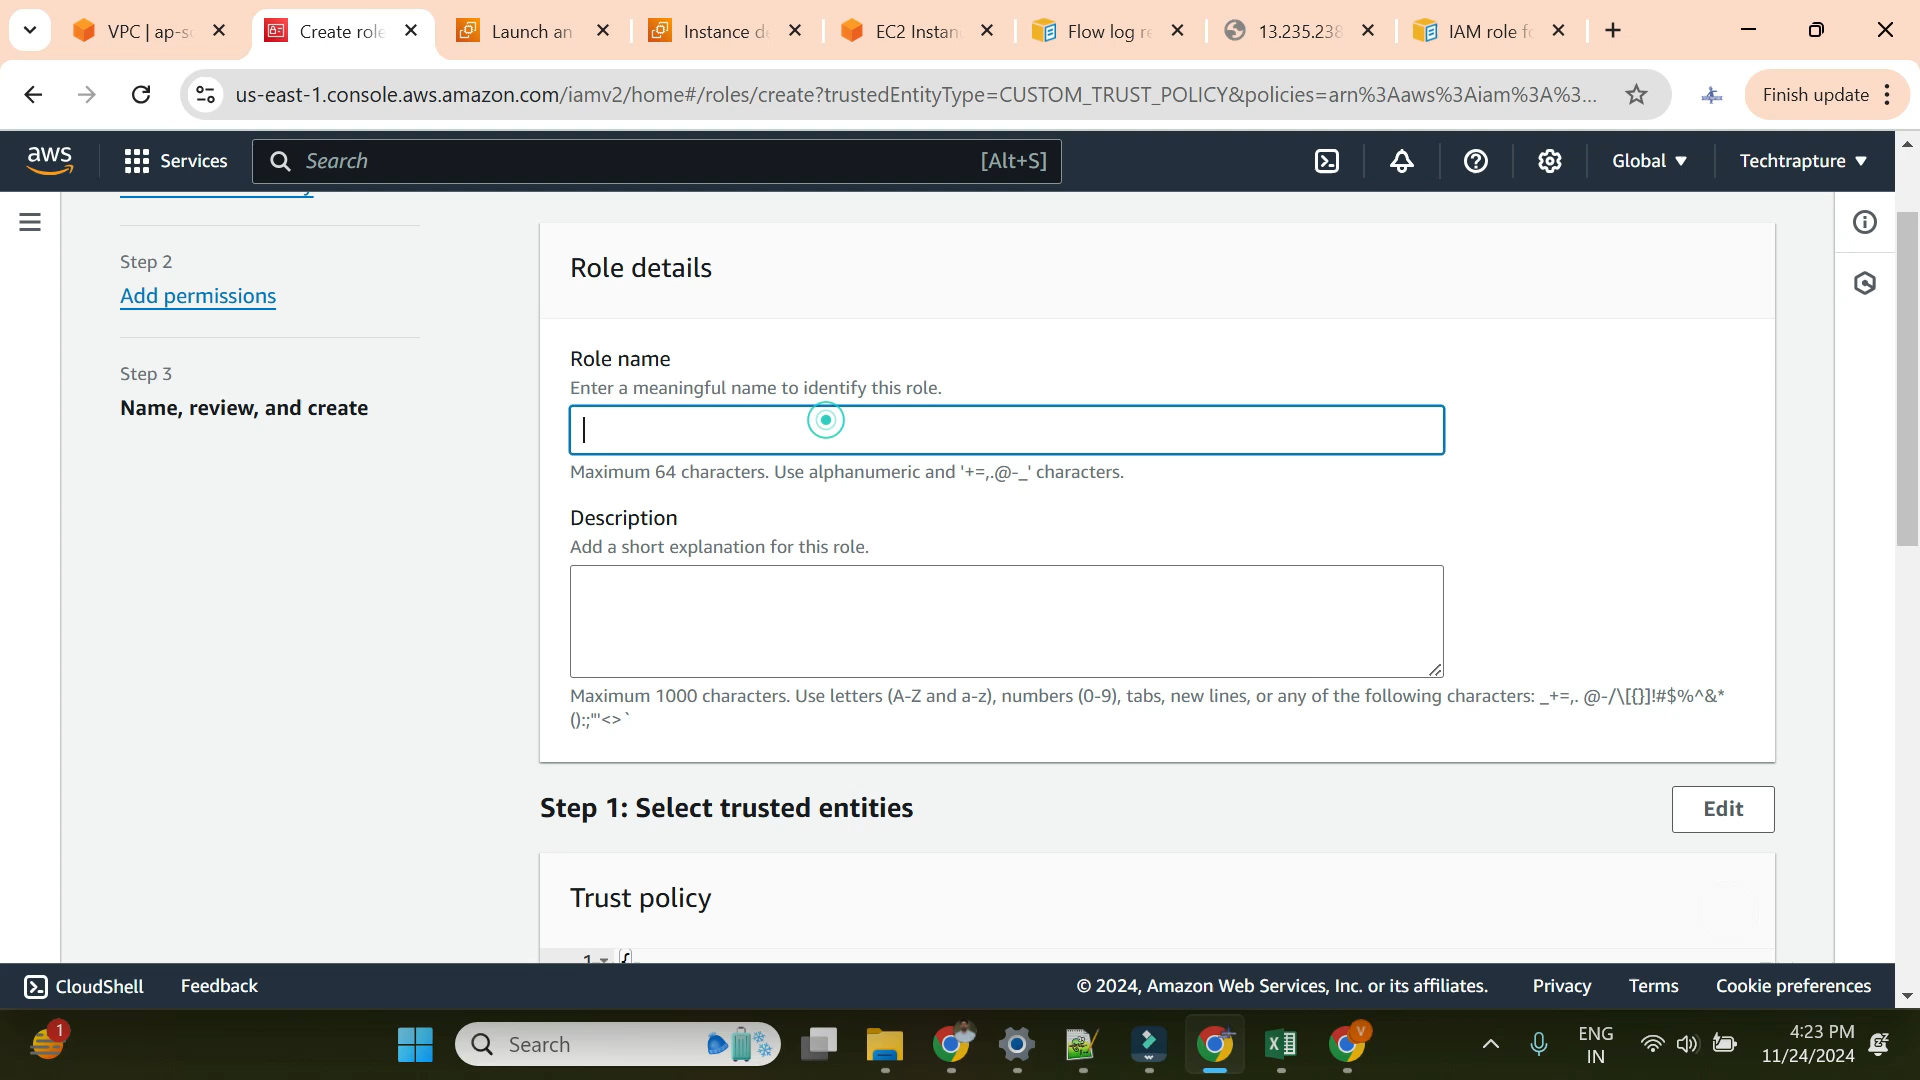 VPC | ap-s
Create role
Launch an
Instance d
EC2 Instan
Flow log re
13.235.238
IAM role fo
us-east-1.console.aws.amazon.com/iamv2/home#/roles/create?trustedEntityType=CUSTOM_TRUST_POLICY&policies=arn%3Aaws%3Aiam%3A%3...
Finish update
aws
Services
Search
[Alt+S]
Global
Techtrapture
Step 2
Add permissions
Step 3
Name, review, and create
Role details
Role name
Enter a meaningful name to identify this role.
Maximum 64 characters. Use alphanumeric and '+=,.@-_' characters.
Description
Add a short explanation for this role.
Maximum 1000 characters. Use letters (A-Z and a-z), numbers (0-9), tabs, new lines, or any of the following characters: _+=,. @-/\[{}]!#$%^&*
():;"'<>`
Step 1: Select trusted entities
Edit
Trust policy
1
{
CloudShell
Feedback
© 2024, Amazon Web Services, Inc. or its affiliates.
Privacy
Terms
Cookie preferences
1
Search
V
ENG
IN
4:23 PM
11/24/2024